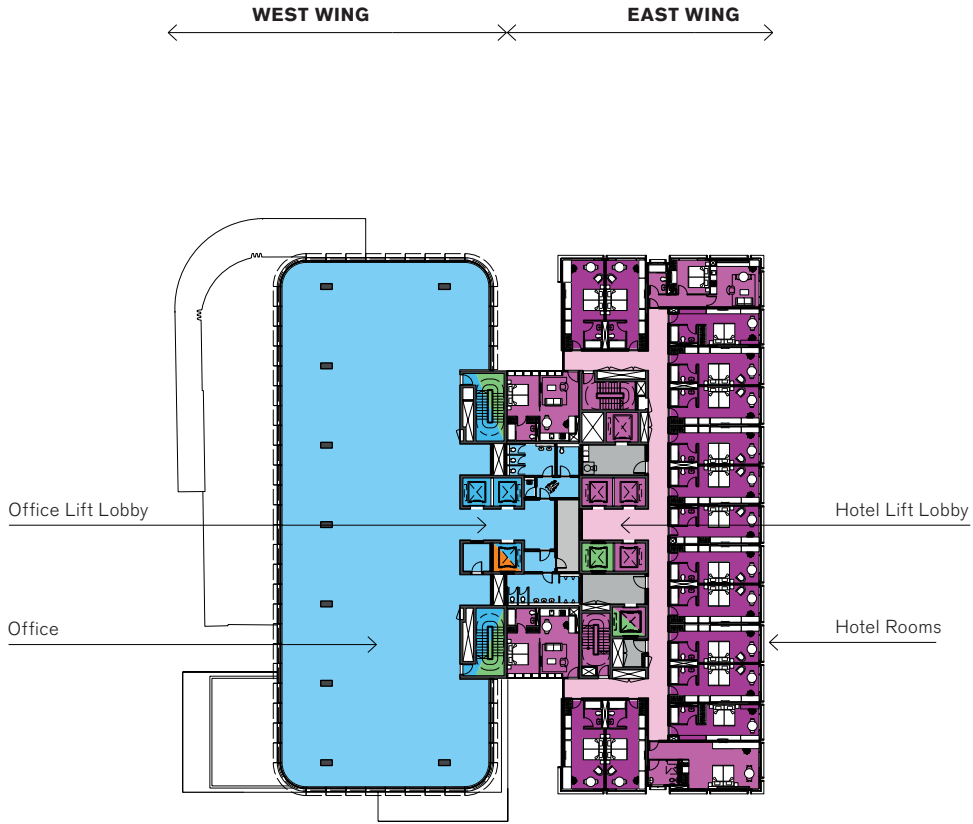 WEST WING
EAST WING
Office Lift Lobby
Hotel Lift Lobby
Office
Hotel Rooms